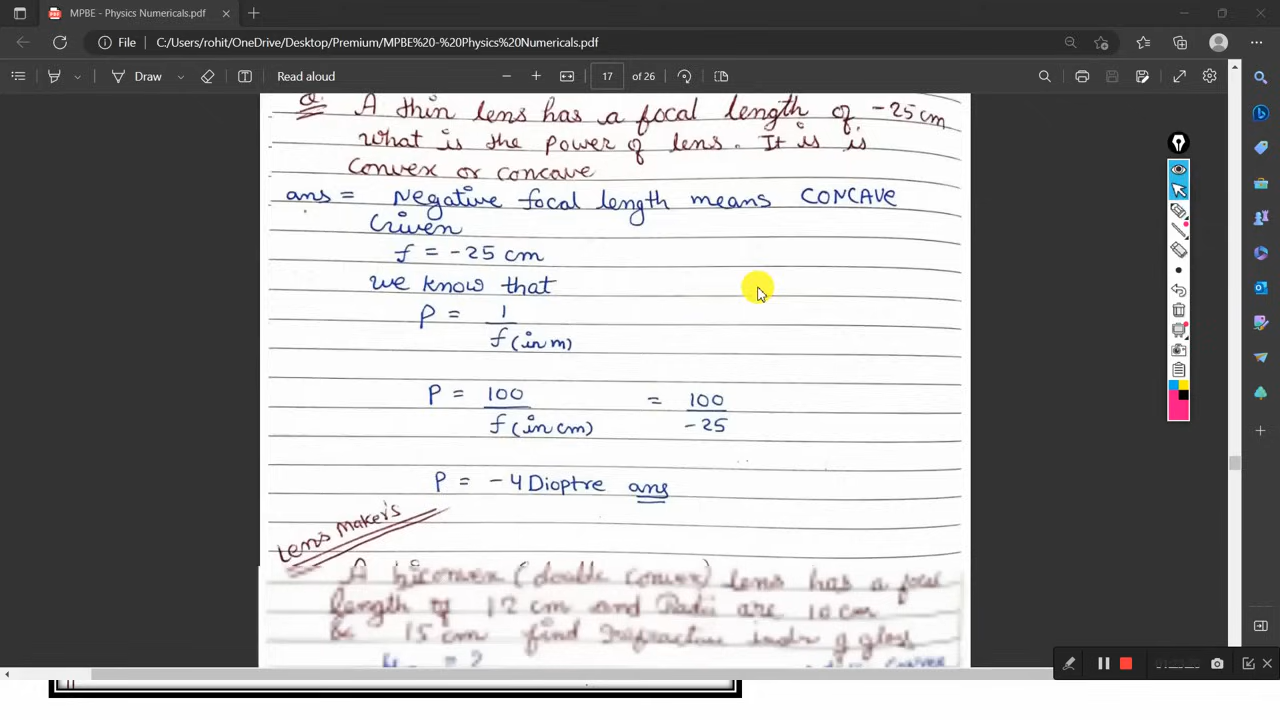 MPBE - Physics Numericals.pdf
File C:/Users/rohit/OneDrive/Desktop/Premium/MPBE%20-%20Physics%20Numericals.pdf
Draw Read aloud 17 of 26
Q. A thin lens has a focal length of -25 cm
what is the power of lens. It is is
Convex or concave
ans = Negative focal length means CONCAVE
Given
f = -25 cm
we know that
P = 1
f (in m)
P = 100 = 100
f (in cm) -25
P = -4 Dioptre ans
Lens Maker's
A biconvex (double convex) lens has a focal
length of 12 cm and Radii are 10 cm
& 15 cm find refractive index of glass
= ?